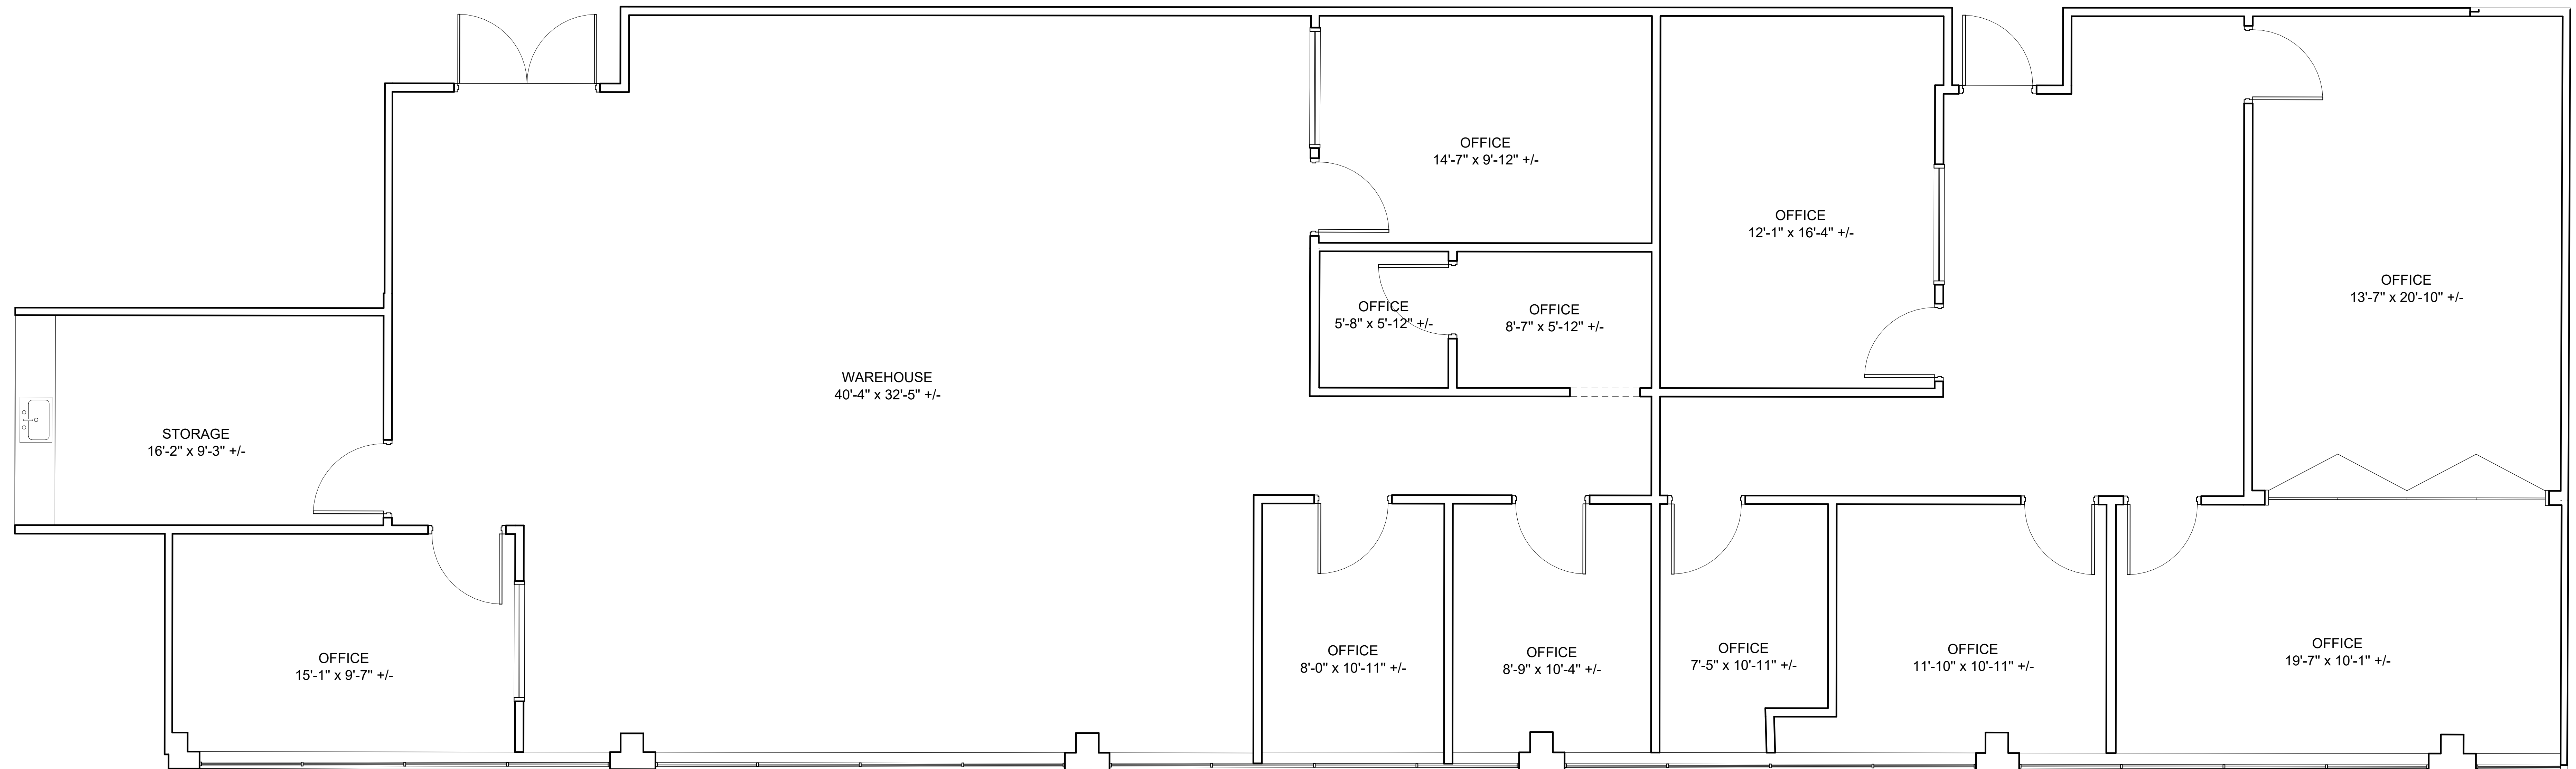 OFFICE
14'-7" x 9'-12" +/-
OFFICE
12'-1" x 16'-4" +/-
OFFICE
13'-7" x 20'-10" +/-
OFFICE
5'-8" x 5'-12" +/-
OFFICE
8'-7" x 5'-12" +/-
WAREHOUSE
40'-4" x 32'-5" +/-
STORAGE
16'-2" x 9'-3" +/-
OFFICE
15'-1" x 9'-7" +/-
OFFICE
8'-0" x 10'-11" +/-
OFFICE
8'-9" x 10'-4" +/-
OFFICE
7'-5" x 10'-11" +/-
OFFICE
11'-10" x 10'-11" +/-
OFFICE
19'-7" x 10'-1" +/-